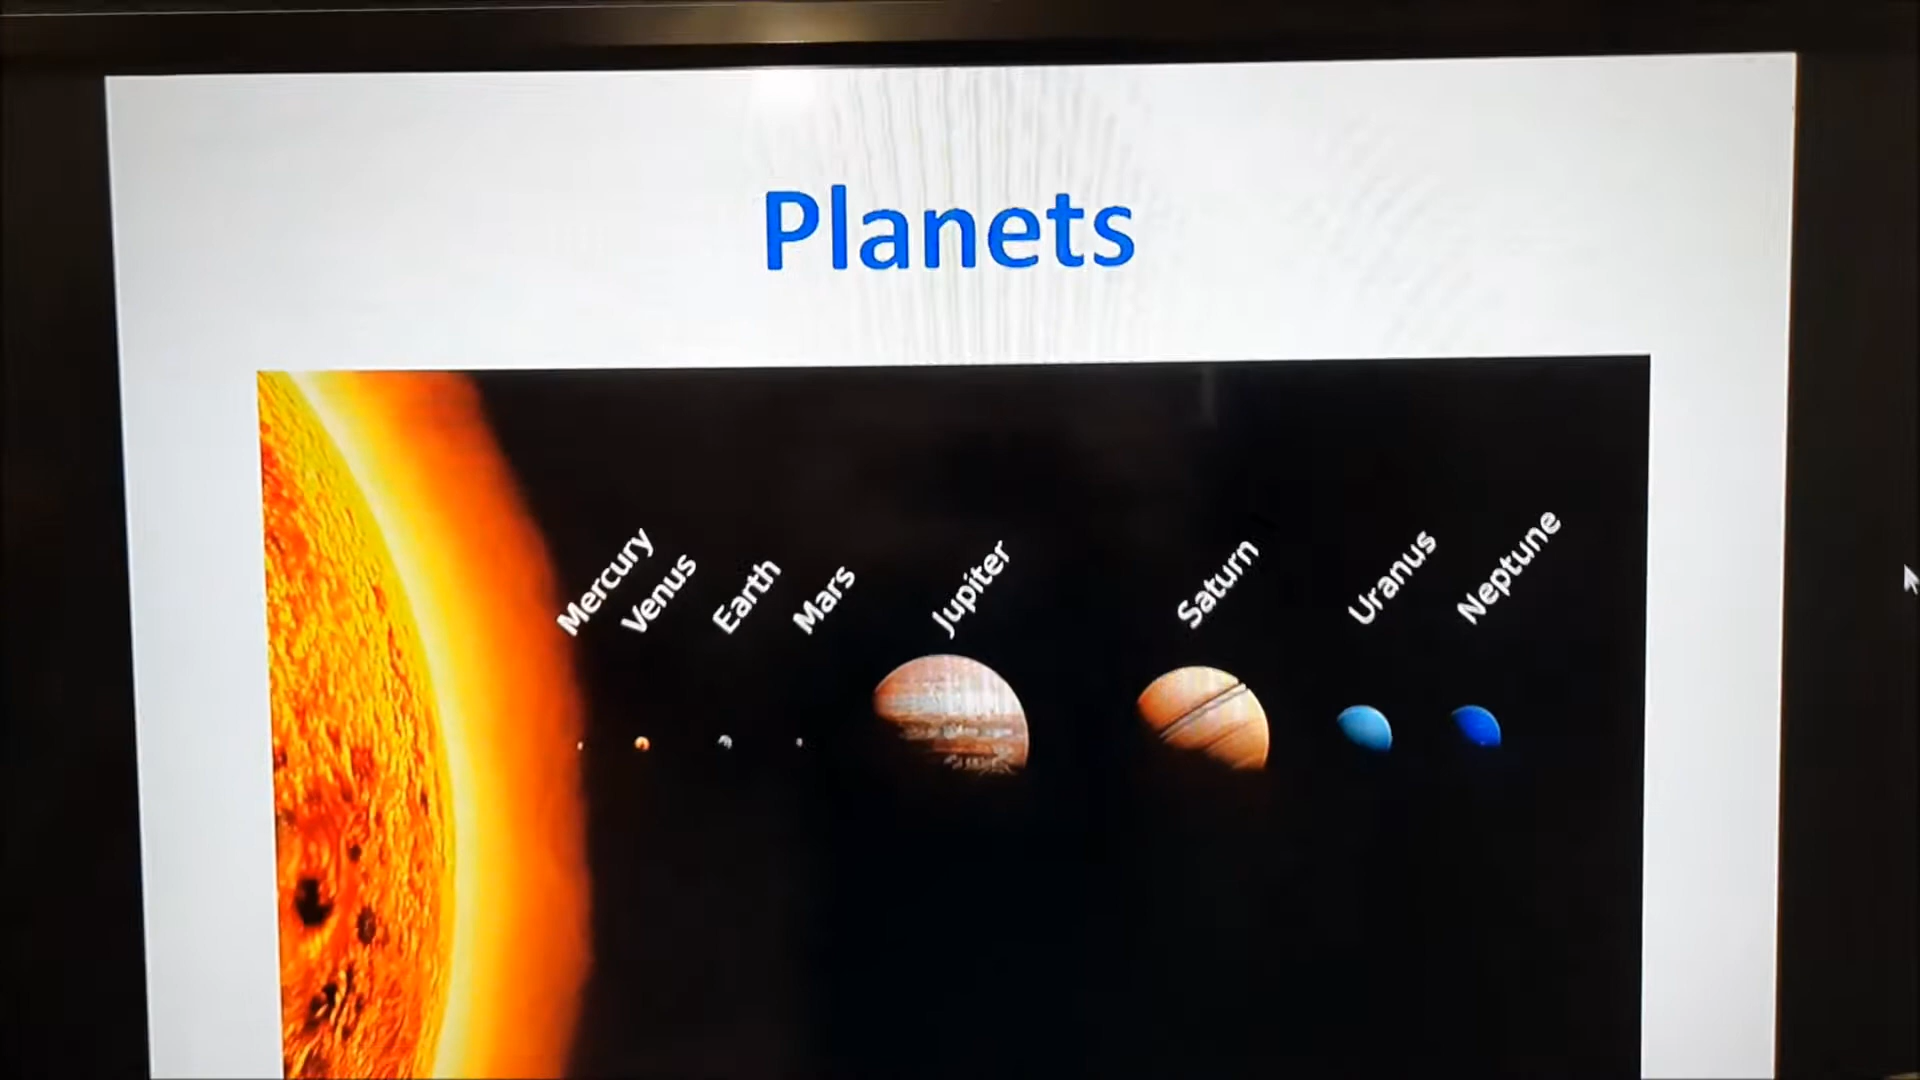 Planets
Mercury
Venus
Earth
Mars
Jupiter
Saturn
Uranus
Neptune